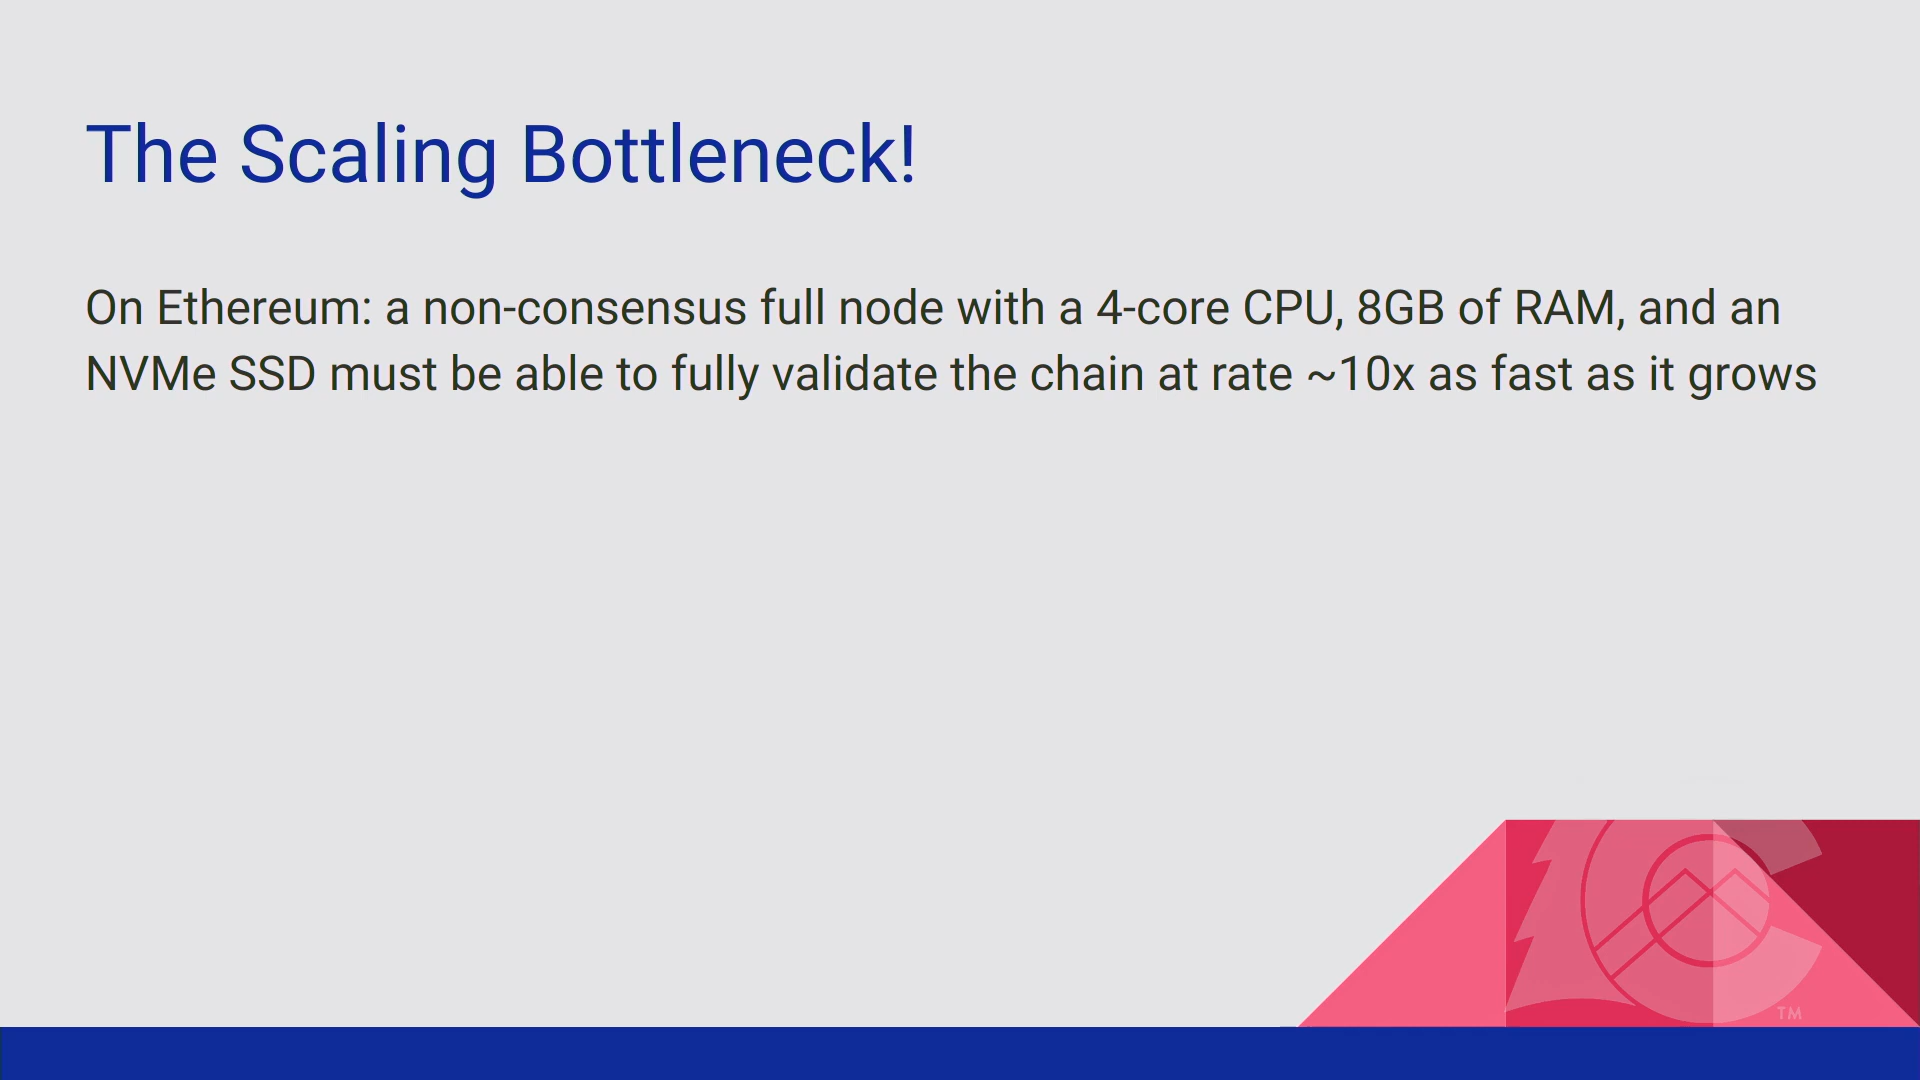 The Scaling Bottleneck!
On Ethereum: a non-consensus full node with a 4-core CPU, 8GB of RAM, and an
NVMe SSD must be able to fully validate the chain at rate ~10x as fast as it grows
TM